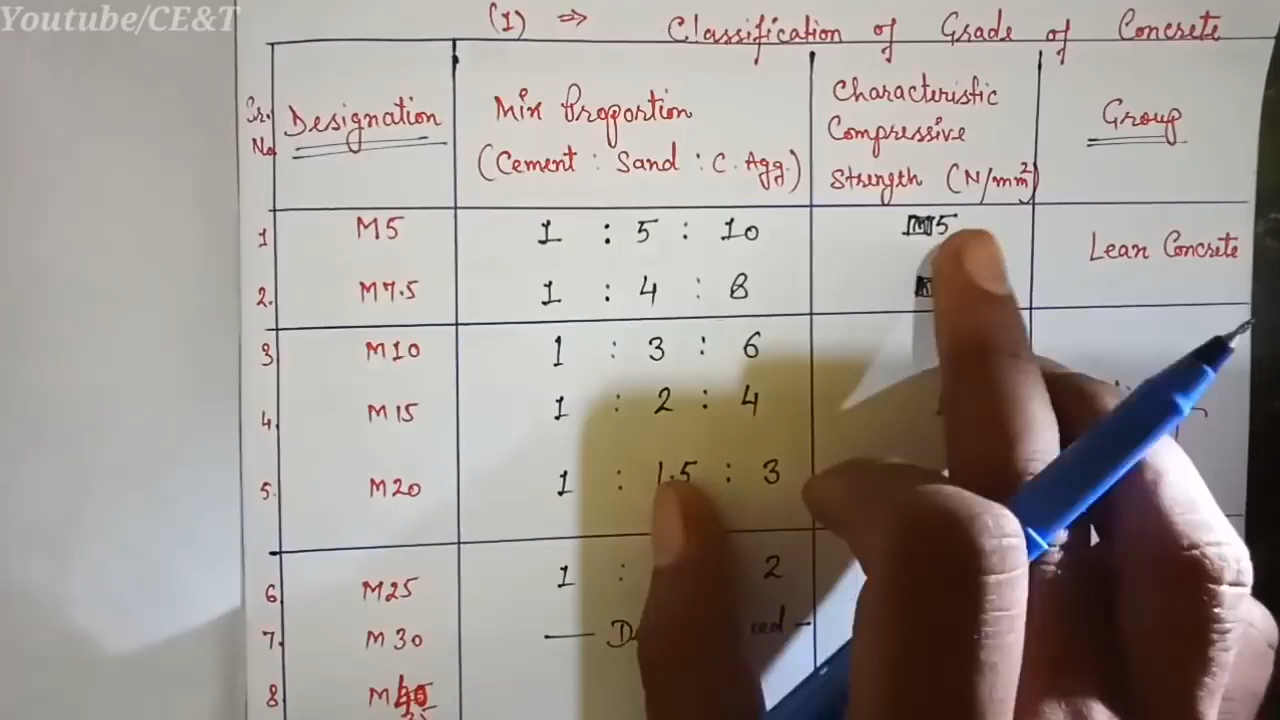 Youtube/CE&T
(1) ⇒ Classification of Grade of Concrete
Sr. No Designation Mix Proportion (Cement : Sand : C. Agg.) Characteristic Compressive Strength (N/mm²) Group
1 M5 1 : 5 : 10 5 Lean Concrete
2. M7.5 1 : 4 : 8
3 M10 1 : 3 : 6
4. M15 1 : 2 : 4
5. M20 1 : 1.5 : 3
6 M25 1 : 2
7. M30
8 M